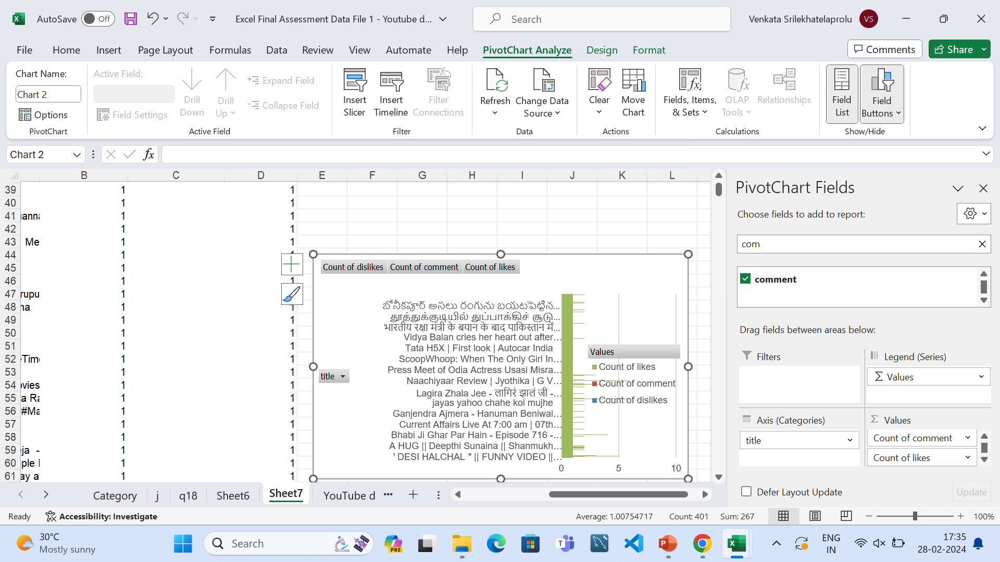 AutoSave Off Excel Final Assessment Data File 1 - Youtube d... Search Venkata Srilekhatelaprolu VS
File Home Insert Page Layout Formulas Data Review View Automate Help PivotChart Analyze Design Format Comments Share
Chart Name:
Chart 2
Options
PivotChart
Active Field:
Field Settings
Drill Down
Drill Up
Expand Field
Collapse Field
Active Field
Insert Slicer
Insert Timeline
Filter Connections
Filter
Refresh
Change Data Source
Data
Clear
Move Chart
Actions
Fields, Items, & Sets
OLAP Tools
Relationships
Calculations
Field List
Field Buttons
Show/Hide
Chart 2 fx
B C D E F G H I J K L
39 1 1
40 1 1
41 janna 1 1
42 1 1
43 Me 1 1
44 1
45 1
46 1 1
47 rupu 1
48 na 1 1
49 1 1
50 1 1
51 1 1
52 eTime 1 1
53 1 1
54 ovies 1 1
55 a Ra 1 1
56 #Ma 1 1
57 1 1
58 1 1
59 eja - 1 1
60 ople l 1 1
61 ay a 1 1
Count of dislikes Count of comment Count of likes
బోనీకపూర్ అసలు రంగును బయటపెట్టిన...
தூத்துக்குடியில் துப்பாக்கிச் சூடு...
भारतीय रक्षा मंत्री के बयान के बाद पाकिस्तान में...
Vidya Balan cries her heart out after...
Tata H5X | First look | Autocar India
ScoopWhoop: When The Only Girl In...
Press Meet of Odia Actress Usasi Misra...
Naachiyaar Review | Jyothika | G V...
Lagira Zhala Jee - लागिरं झालं जी -...
jayas yahoo chahe koi mujhe
Ganjendra Ajmera - Hanuman Beniwal...
Current Affairs Live At 7:00 am | 07th...
Bhabi Ji Ghar Par Hain - Episode 716 -...
A HUG || Deepthi Sunaina || Shanmukh...
' DESI HALCHAL " || FUNNY VIDEO ||...
title
Values
Count of likes
Count of comment
Count of dislikes
0 5 10
PivotChart Fields
Choose fields to add to report:
com
comment
Drag fields between areas below:
Filters
Legend (Series)
Σ Values
Axis (Categories)
title
Σ Values
Count of comment
Count of likes
Defer Layout Update Update
Category j q18 Sheet6 Sheet7 YouTube d ...
Ready Accessibility: Investigate Average: 1.00754717 Count: 401 Sum: 267 100%
30°C
Mostly sunny
Search
PRE
ENG
IN
17:35
28-02-2024